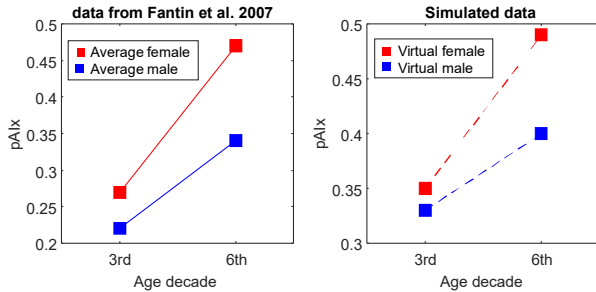 data from Fantin et al. 2007
0.5
0.45
0.4
0.35
0.3
0.25
0.2
pAIx
Average female
Average male
3rd
6th
Age decade
Simulated data
0.5
0.45
0.4
0.35
0.3
pAIx
Virtual female
Virtual male
3rd
6th
Age decade